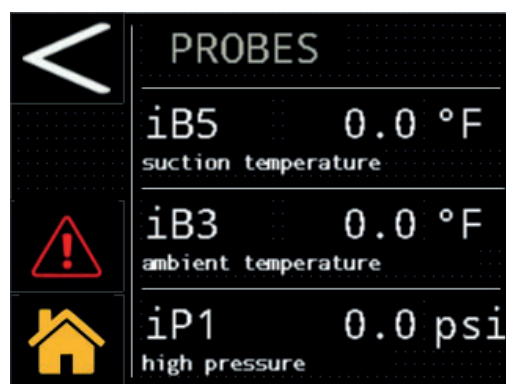 PROBES
iB5 0.0 °F
suction temperature
iB3 0.0 °F
ambient temperature
iP1 0.0 psi
high pressure